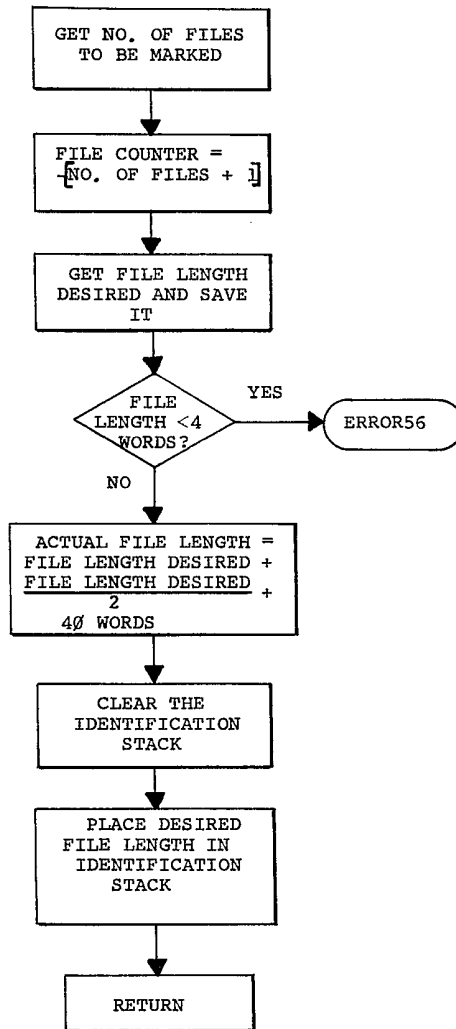 GET NO. OF FILES
TO BE MARKED
FILE COUNTER =
-[NO. OF FILES + 1]
GET FILE LENGTH
DESIRED AND SAVE
IT
FILE
LENGTH <4
WORDS?
YES
ERROR56
NO
ACTUAL FILE LENGTH =
FILE LENGTH DESIRED +
FILE LENGTH DESIRED +
2
4Ø WORDS
CLEAR THE
IDENTIFICATION
STACK
PLACE DESIRED
FILE LENGTH IN
IDENTIFICATION
STACK
RETURN